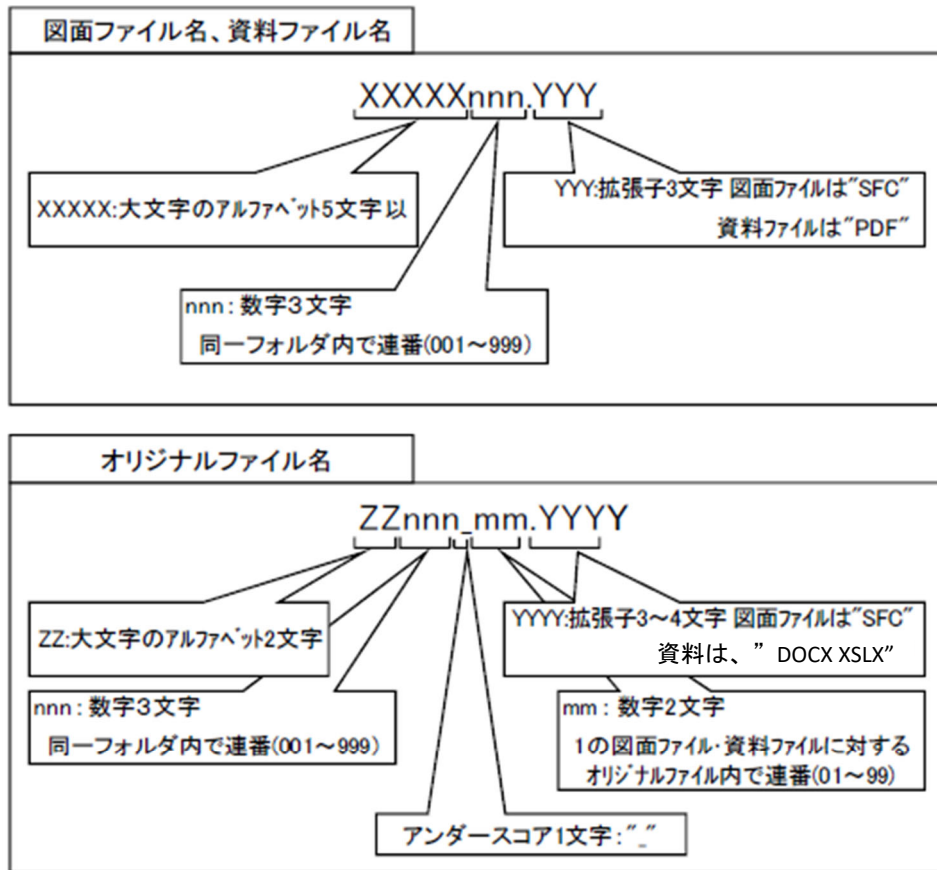 図面ファイル名、資料ファイル名
XXXXXnnn.YYY
XXXXX:大文字のアルファベット5文字以
YYY:拡張子3文字 図面ファイルは"SFC"
資料ファイルは"PDF"
nnn:数字3文字
同一フォルダ内で連番(001～999)
オリジナルファイル名
ZZnnn_mm.YYYY
ZZ:大文字のアルファベット2文字
YYYY:拡張子3～4文字 図面ファイルは"SFC"
資料は、" DOCX XSLX"
nnn:数字3文字
同一フォルダ内で連番(001～999)
mm:数字2文字
1の図面ファイル・資料ファイルに対する
オリジナルファイル内で連番(01～99)
アンダースコア1文字:"_"